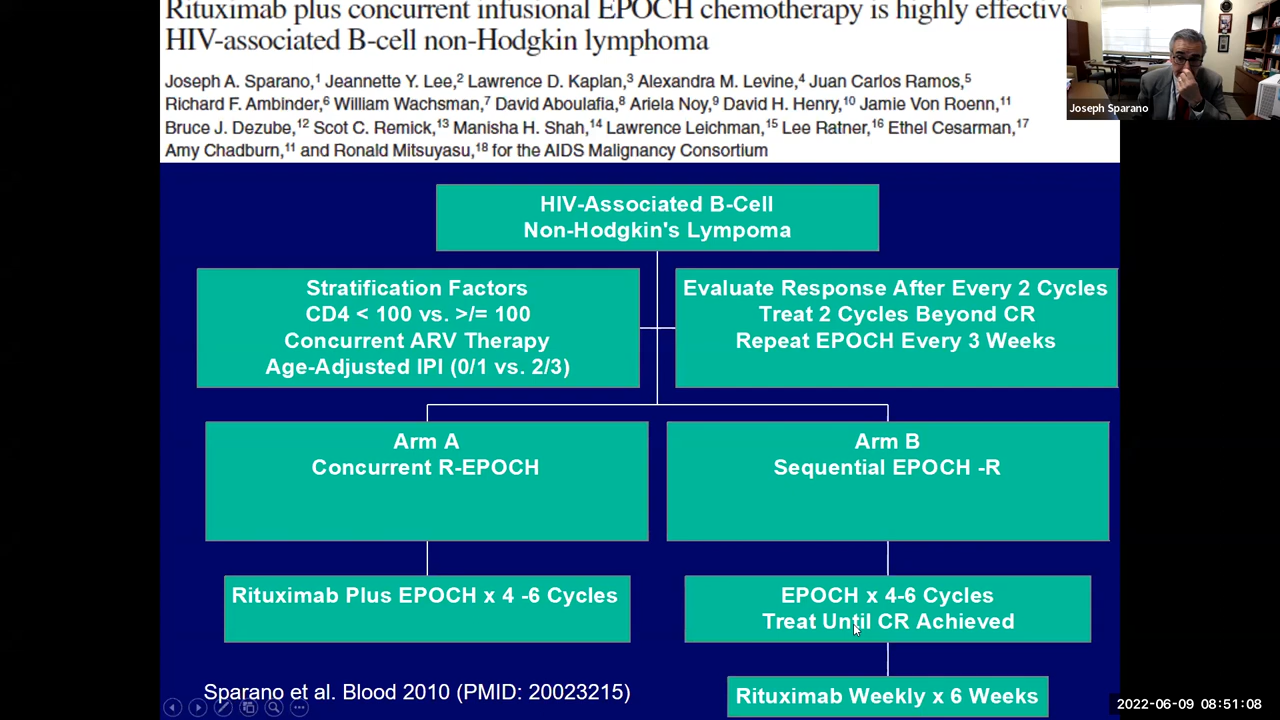 Rituximab plus concurrent infusional EPOCH chemotherapy is highly effective
HIV-associated B-cell non-Hodgkin lymphoma
Joseph A. Sparano,1 Jeannette Y. Lee,2 Lawrence D. Kaplan,3 Alexandra M. Levine,4 Juan Carlos Ramos,5
Richard F. Ambinder,6 William Wachsman,7 David Aboulafia,8 Ariela Noy,9 David H. Henry,10 Jamie Von Roenn,11
Bruce J. Dezube,12 Scot C. Remick,13 Manisha H. Shah,14 Lawrence Leichman,15 Lee Ratner,16 Ethel Cesarman,17
Amy Chadburn,11 and Ronald Mitsuyasu,18 for the AIDS Malignancy Consortium
Joseph Sparano
HIV-Associated B-Cell
Non-Hodgkin's Lympoma
Stratification Factors
CD4 < 100 vs. >/= 100
Concurrent ARV Therapy
Age-Adjusted IPI (0/1 vs. 2/3)
Evaluate Response After Every 2 Cycles
Treat 2 Cycles Beyond CR
Repeat EPOCH Every 3 Weeks
Arm A
Concurrent R-EPOCH
Arm B
Sequential EPOCH -R
Rituximab Plus EPOCH x 4 -6 Cycles
EPOCH x 4-6 Cycles
Treat Until CR Achieved
Rituximab Weekly x 6 Weeks
Sparano et al. Blood 2010 (PMID: 20023215)
2022-06-09 08:51:08